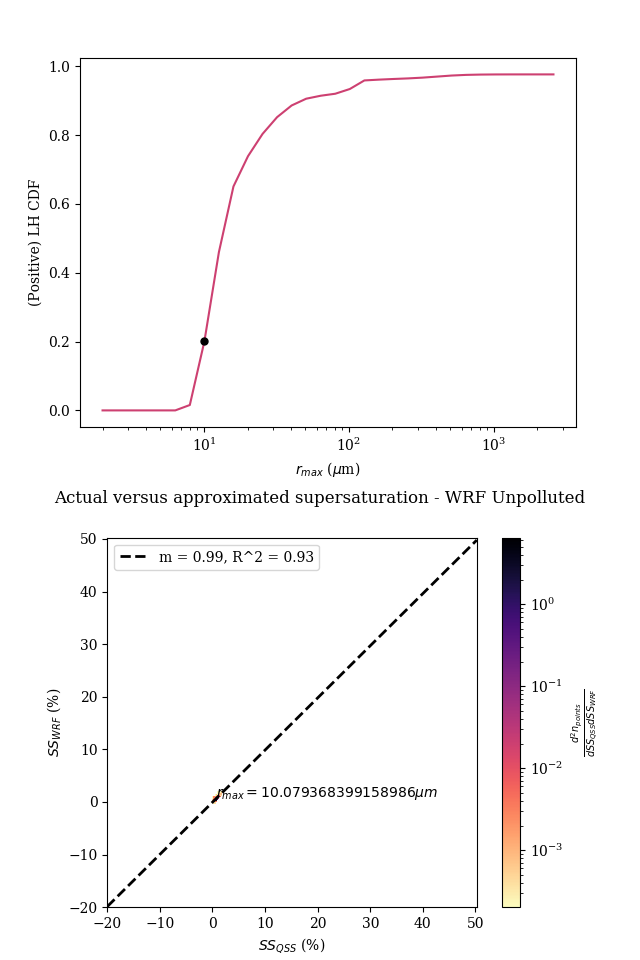 1.0
0.8
0.6
0.4
0.2
0.0
(Positive) LH CDF
10^1 10^2 10^3
r_max (μm)
Actual versus approximated supersaturation - WRF Unpolluted
m = 0.99, R^2 = 0.93
50
40
30
20
10
0
−10
−20
SS_WRF (%)
r_max = 10.079368399158986μm
−20 −10 0 10 20 30 40 50
SS_QSS (%)
10^0
10^−1
10^−2
10^−3
d²n_points
dSS_QSS dSS_WRF